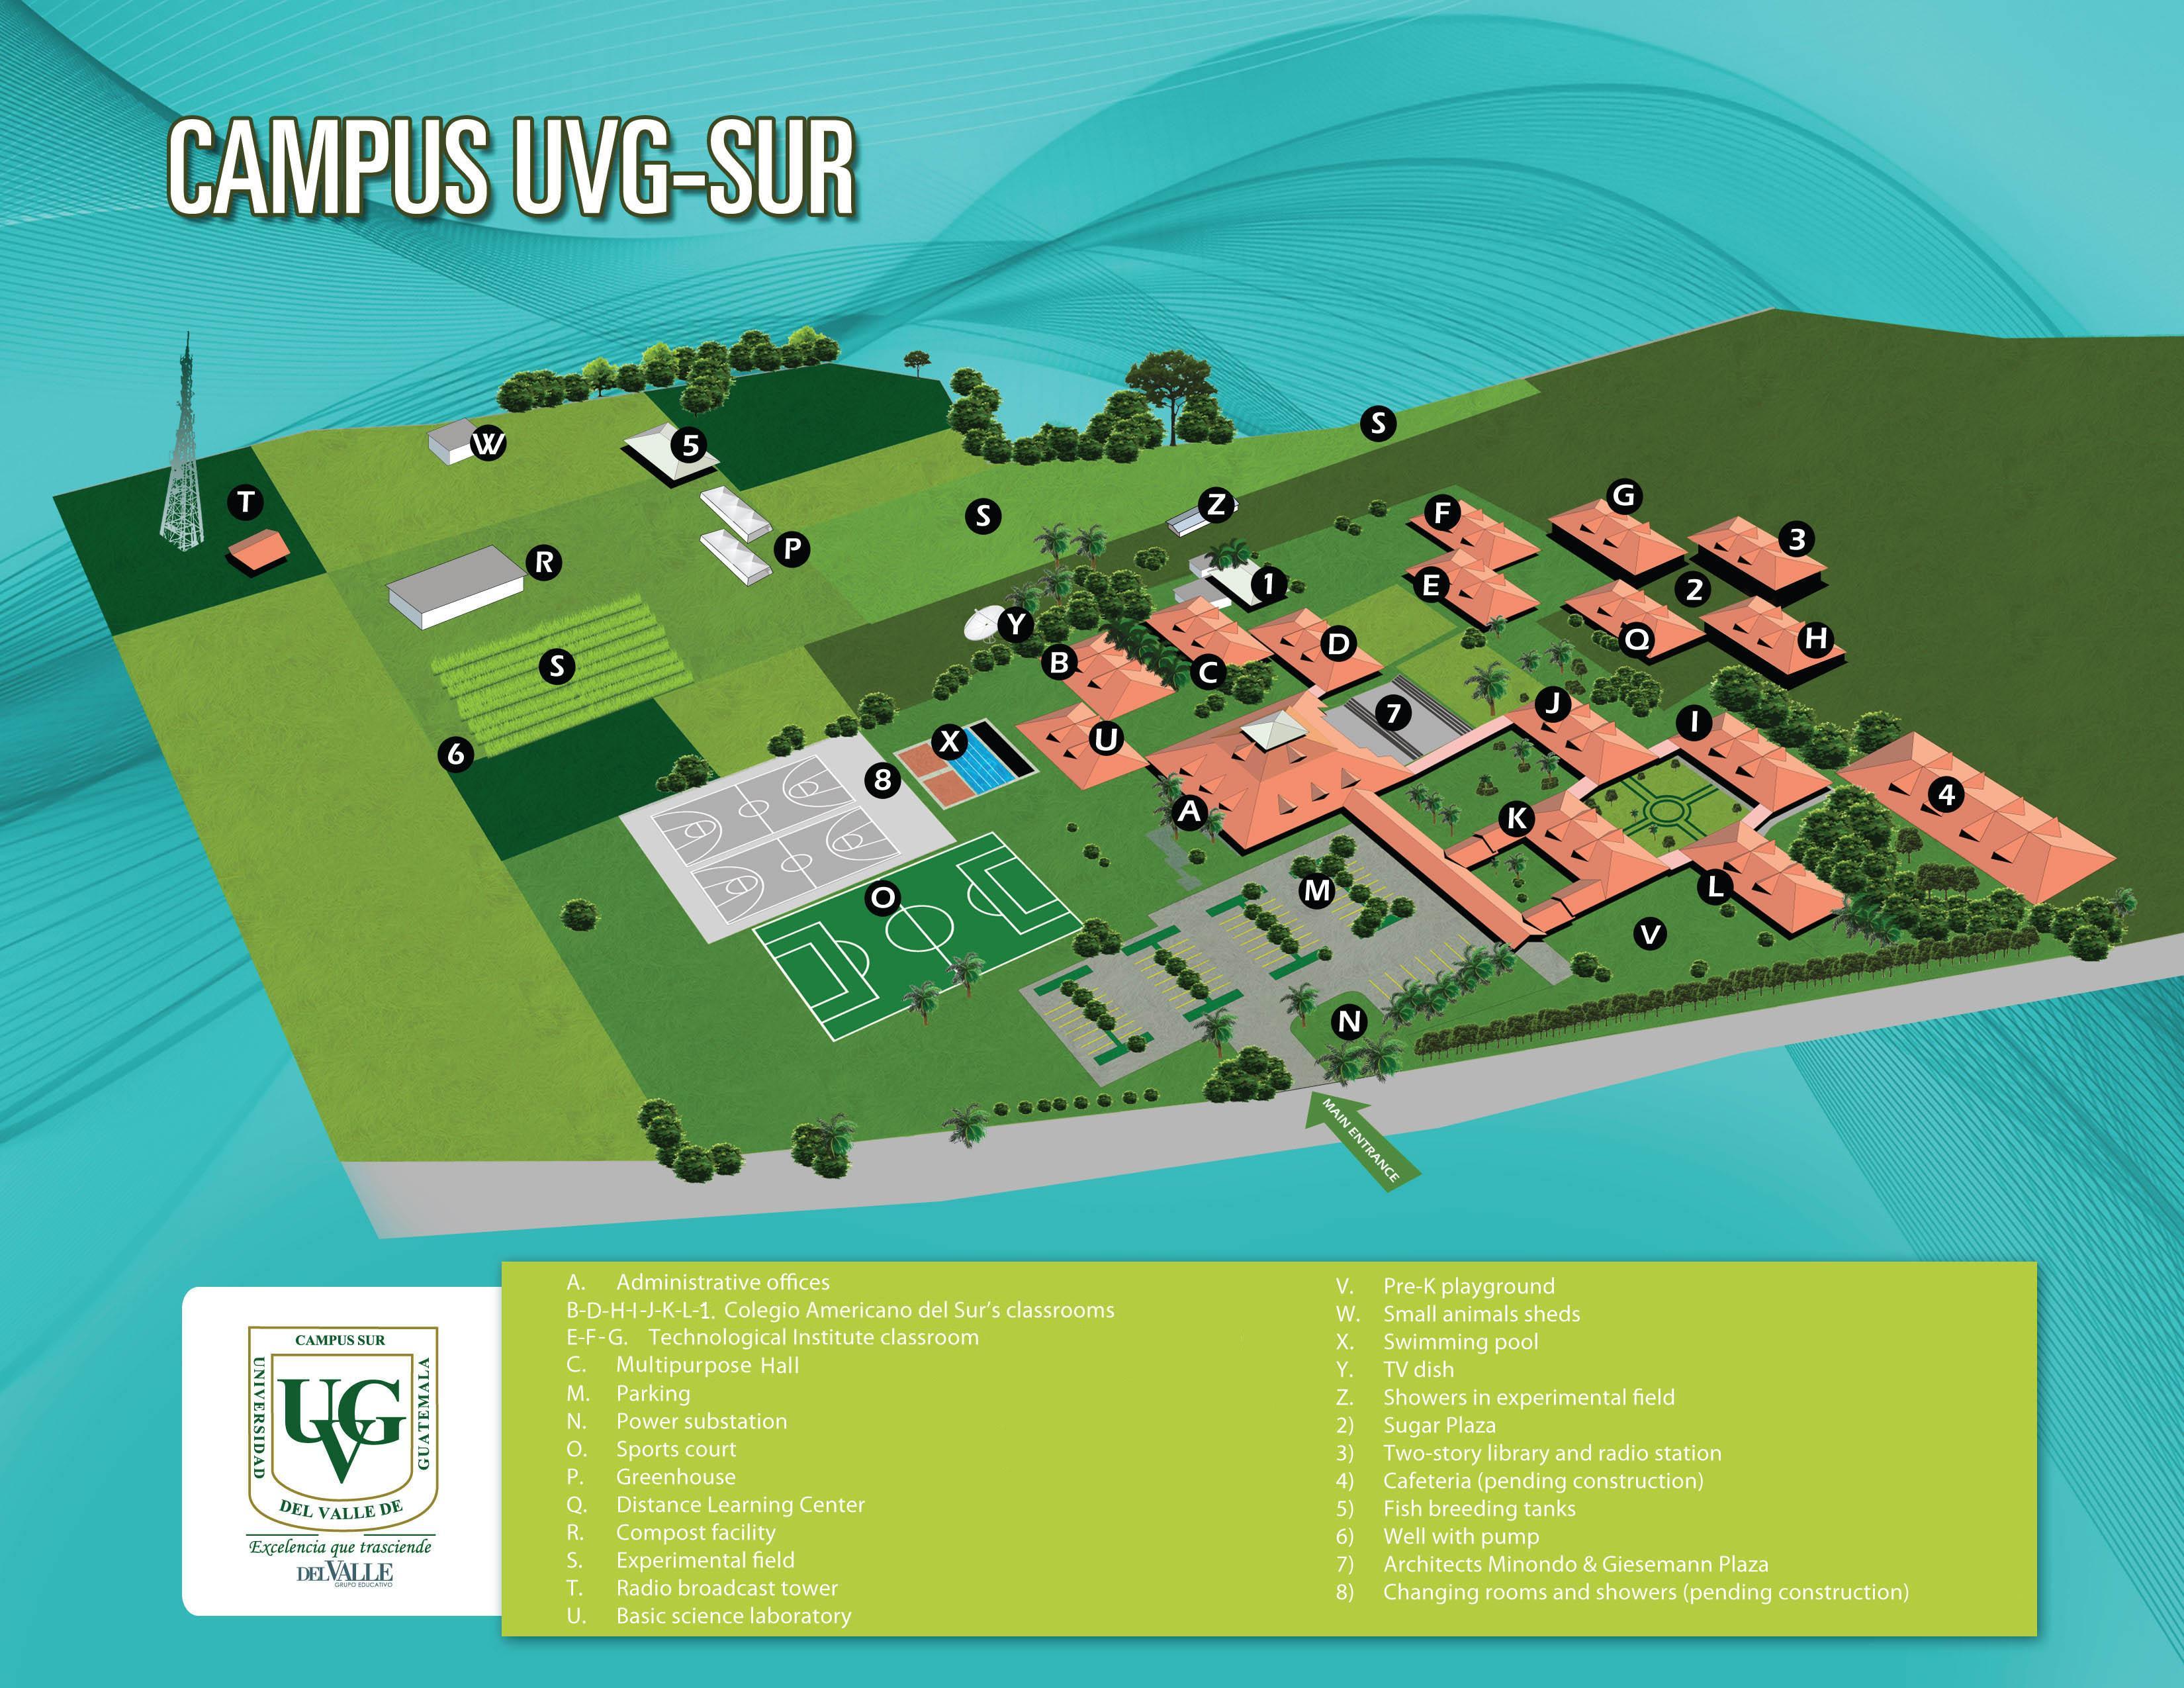 CAMPUS UVG-SUR
S
W
5
T
Z
G
F
3
S
P
R
1
E
2
Y
Q
H
S
B
D
C
7
J
I
6
X
U
8
4
A
K
O
M
L
V
N
MAIN ENTRANCE
A. Administrative offices
B-D-H-I-J-K-L-1. Colegio Americano del Sur's classrooms
E-F-G. Technological Institute classroom
C. Multipurpose Hall
M. Parking
N. Power substation
O. Sports court
P. Greenhouse
Q. Distance Learning Center
R. Compost facility
S. Experimental field
T. Radio broadcast tower
U. Basic science laboratory
V. Pre-K playground
W. Small animals sheds
X. Swimming pool
Y. TV dish
Z. Showers in experimental field
2) Sugar Plaza
3) Two-story library and radio station
4) Cafeteria (pending construction)
5) Fish breeding tanks
6) Well with pump
7) Architects Minondo & Giesemann Plaza
8) Changing rooms and showers (pending construction)
CAMPUS SUR
UNIVERSIDAD
UVG
DEL VALLE DE
GUATEMALA
Excelencia que trasciende
DELVALLE
GRUPO EDUCATIVO